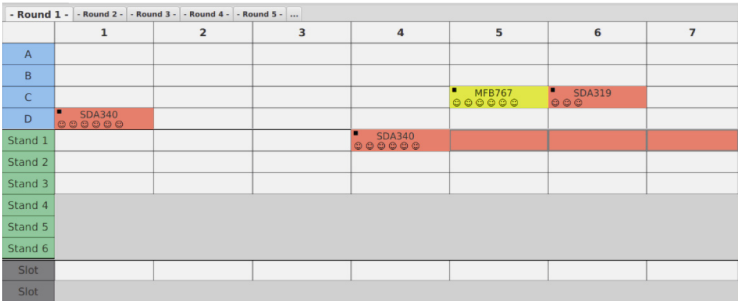 - Round 1 - - Round 2 - - Round 3 - - Round 4 - - Round 5 - ...
1 2 3 4 5 6 7
A
B
C MFB767 SDA319
D SDA340
Stand 1 SDA340
Stand 2
Stand 3
Stand 4
Stand 5
Stand 6
Slot
Slot